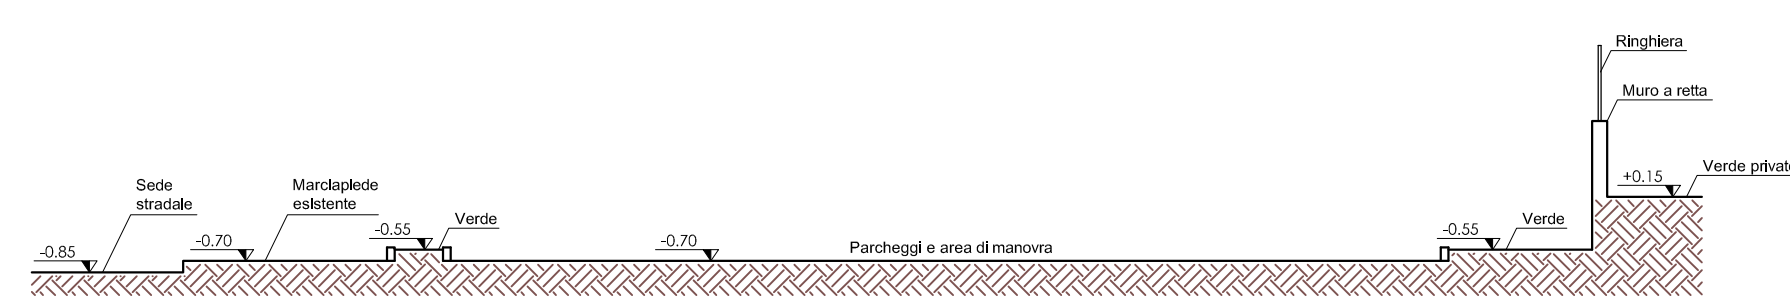 Ringhiera
Muro a retta
Verde privato
+0.15
Sede
stradale
Marciapiede
esistente
Verde
-0.55
-0.55
Verde
-0.85
-0.70
-0.70
Parcheggi e area di manovra